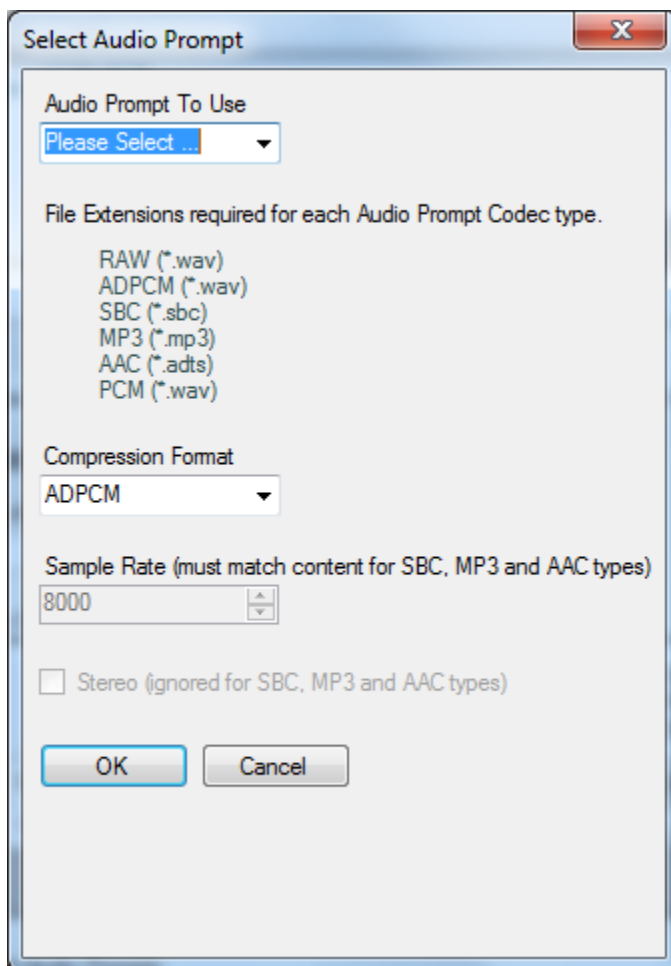 Select Audio Prompt
X
Audio Prompt To Use
Please Select ...
File Extensions required for each Audio Prompt Codec type.
RAW (*.wav)
ADPCM (*.wav)
SBC (*.sbc)
MP3 (*.mp3)
AAC (*.adts)
PCM (*.wav)
Compression Format
ADPCM
Sample Rate (must match content for SBC, MP3 and AAC types)
8000
Stereo (ignored for SBC, MP3 and AAC types)
OK Cancel